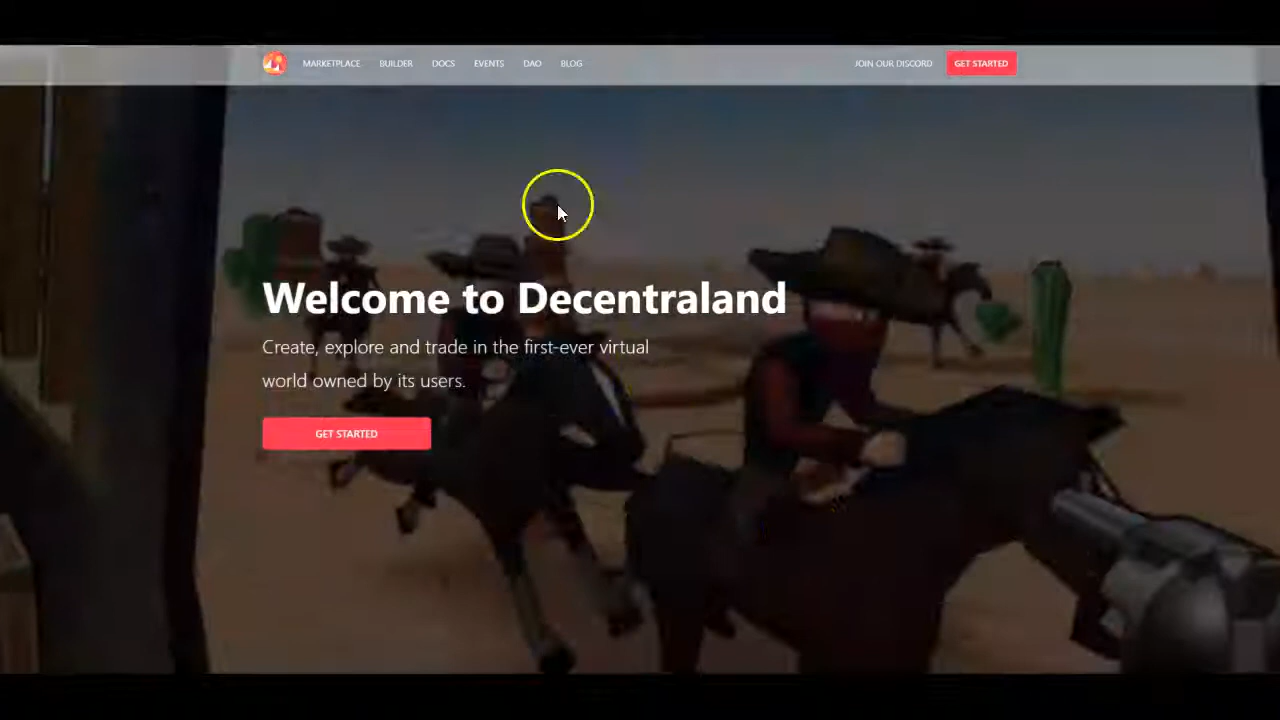 MARKETPLACE BUILDER DOCS EVENTS DAO BLOG JOIN OUR DISCORD GET STARTED
Welcome to Decentraland
Create, explore and trade in the first-ever virtual
world owned by its users.
GET STARTED